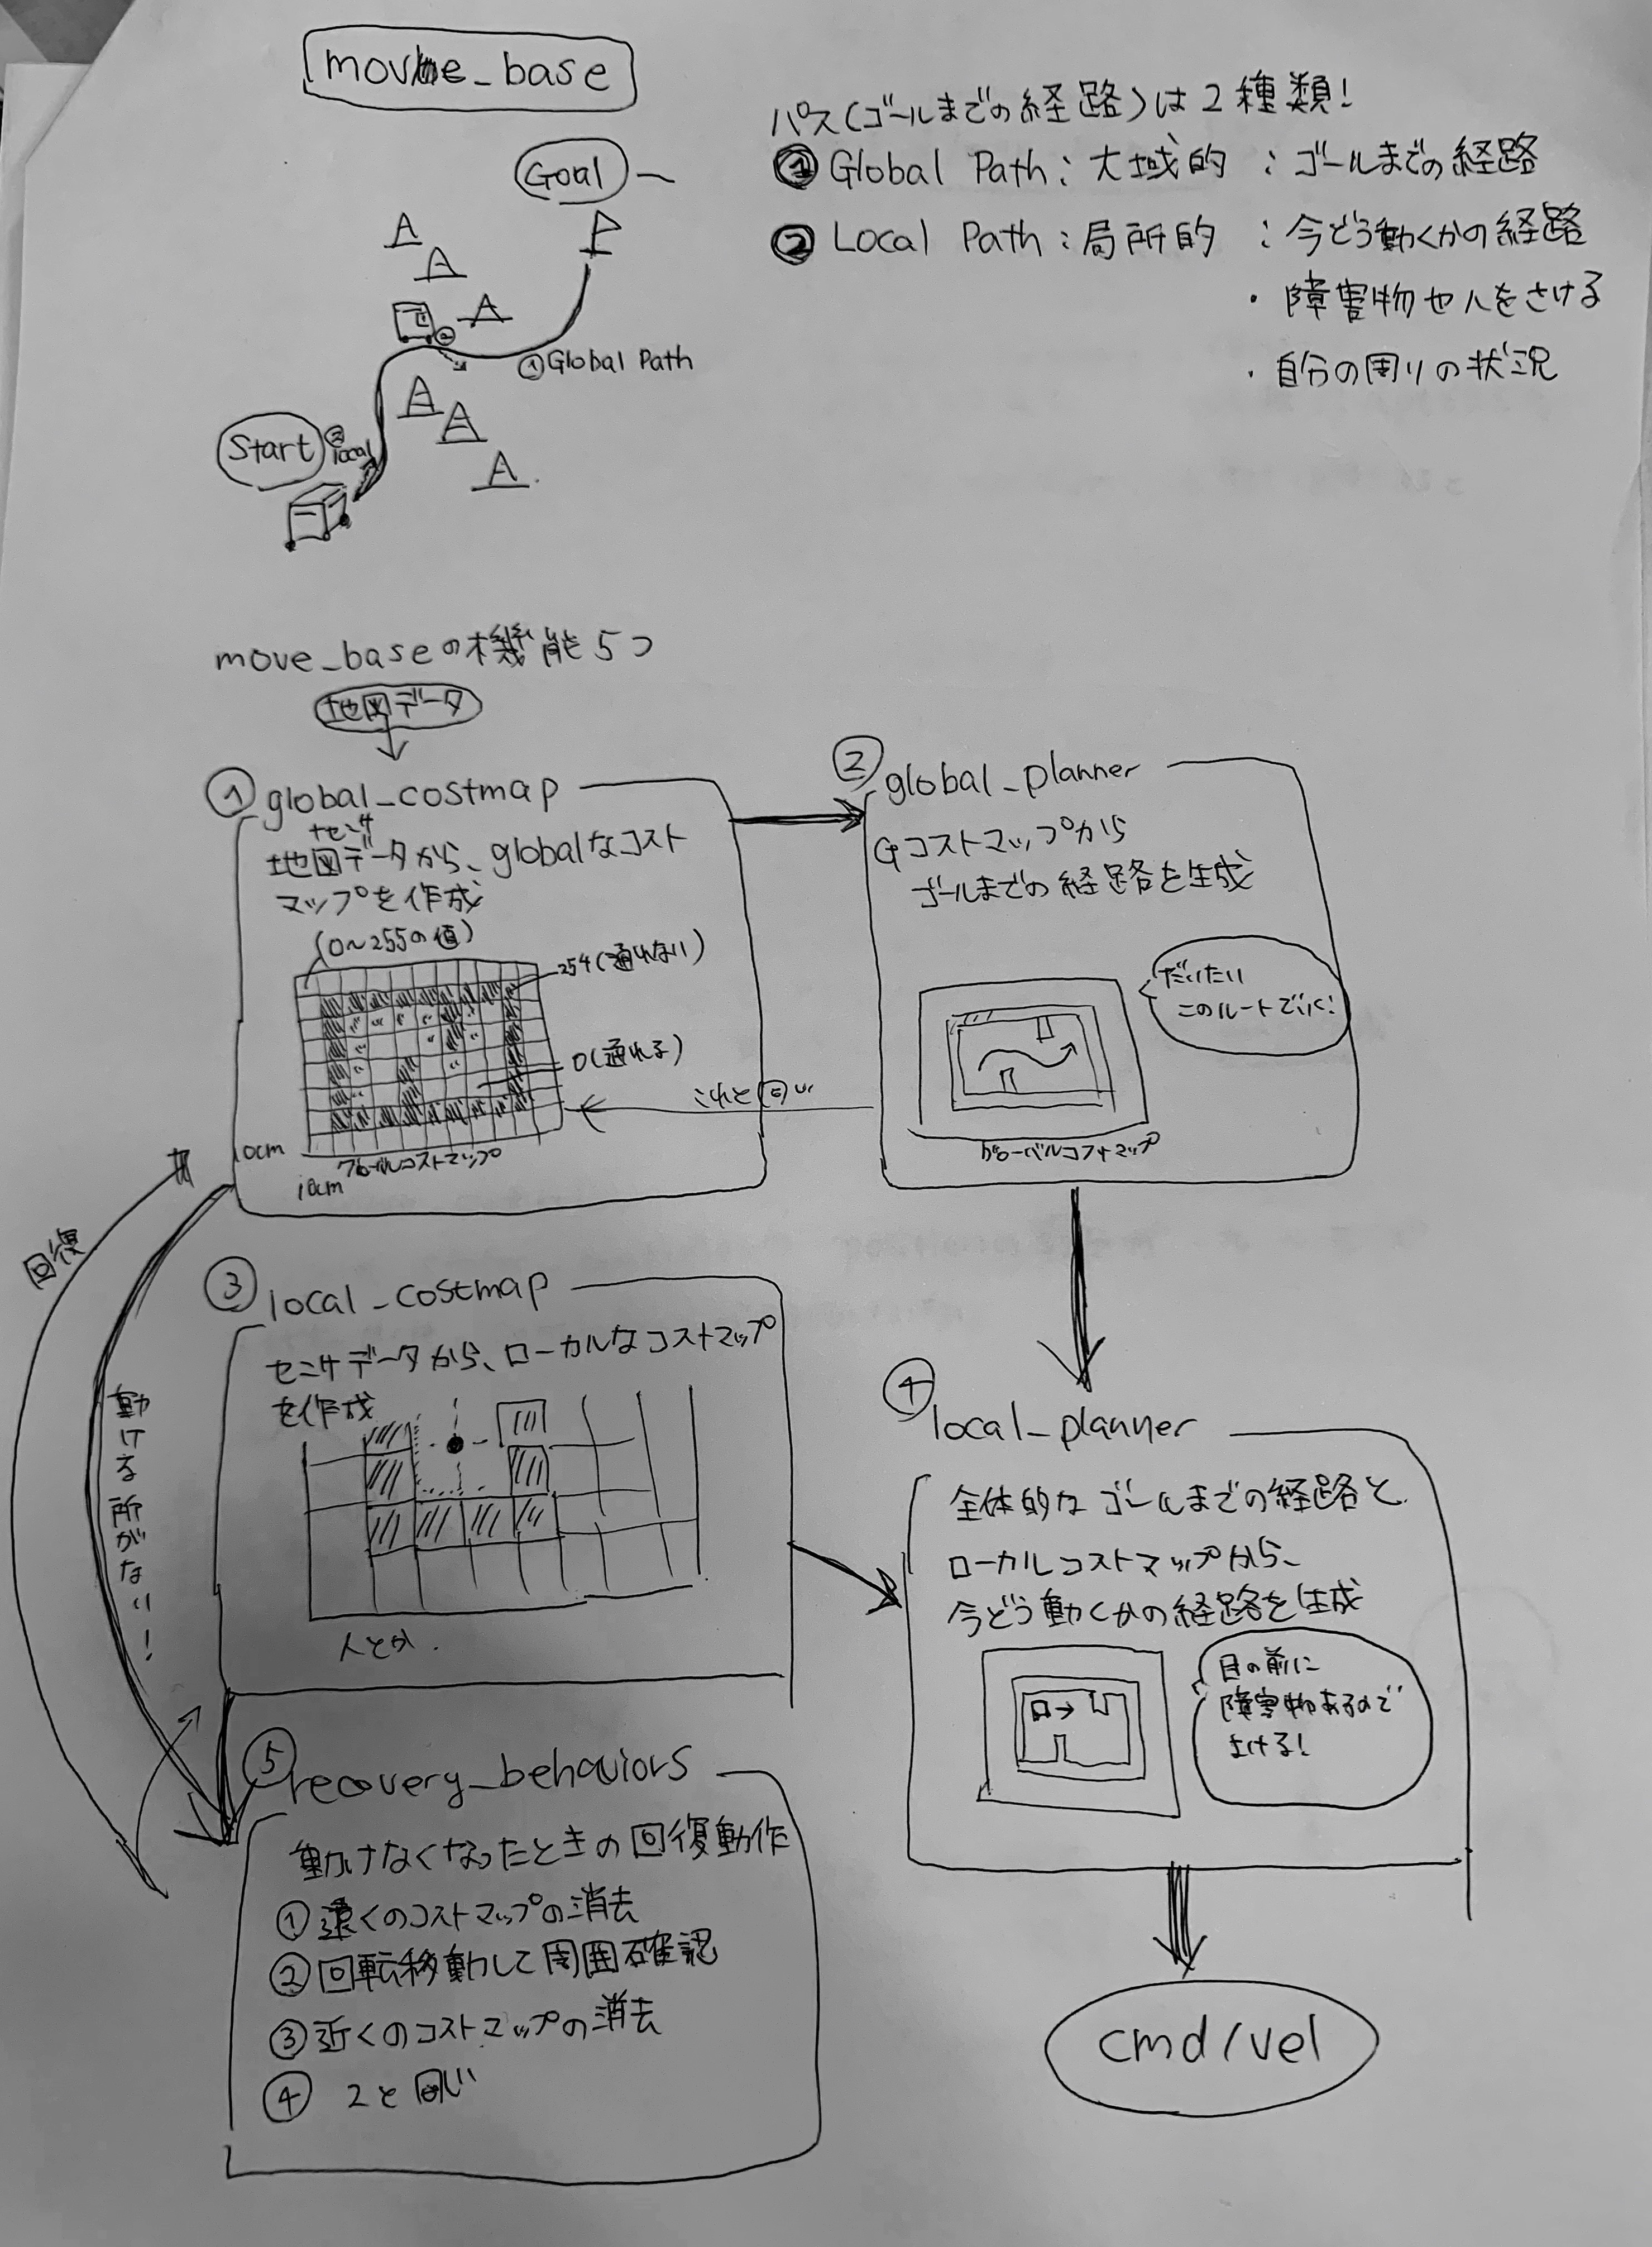 move_base
パス(ゴールまでの経路)は2種類!
① Global Path : 大域的 : ゴールまでの経路
② Local Path : 局所的 : 今どう動くかの経路
・障害物や人をさける
・自分の周りの状況
Goal
A
A
A
②
①Global Path
A
A
A
Start
②local
move_baseの機能5つ
地図データ
① global_costmap
+センサ
地図データから、globalなコスト
マップを作成
(0~255の値)
254(通れない)
0(通れる)
10cm
10cm
グローバルコストマップ
② global_planner
Gコストマップから
ゴールまでの経路を生成
だいたい
このルートでいく!
グローバルコストマップ
これと同じ
回復
動ける所がない!
③ local_costmap
センサデータから、ローカルなコストマップ
を作成
人とか.
④ local_planner
全体的なゴールまでの経路と
ローカルコストマップから、
今どう動くかの経路を生成
目の前に
障害物あるので
よける!
⑤ recovery_behaviors
動けなくなったときの回復動作
①遠くのコストマップの消去
②回転移動して周囲確認
③近くのコストマップの消去
④ 2と同じ
cmd/vel